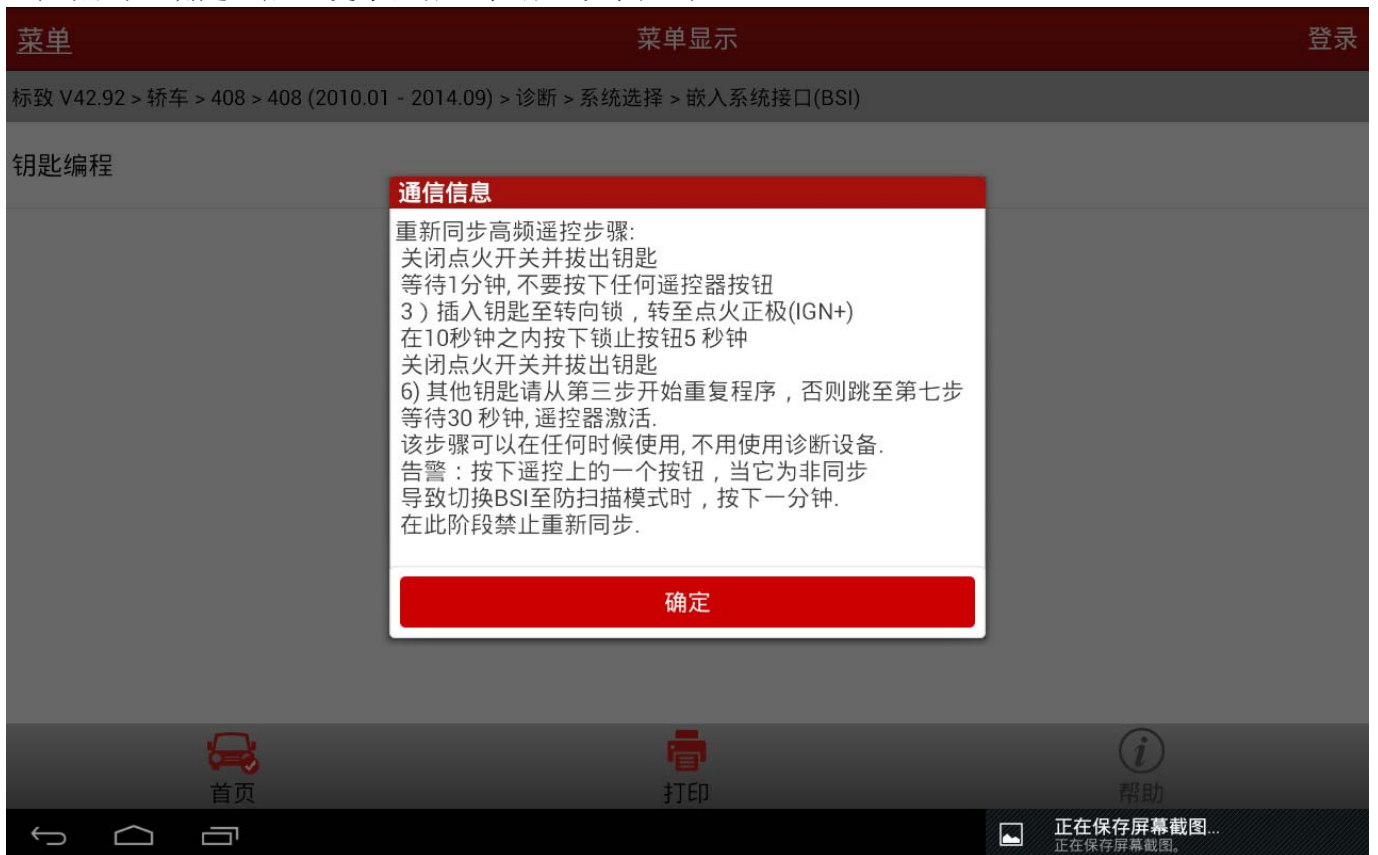 菜单
菜单显示
登录
标致 V42.92 > 轿车 > 408 > 408 (2010.01 - 2014.09) > 诊断 > 系统选择 > 嵌入系统接口(BSI)
钥匙编程
通信信息
重新同步高频遥控步骤:
关闭点火开关并拔出钥匙
等待1分钟, 不要按下任何遥控器按钮
3）插入钥匙至转向锁，转至点火正极(IGN+)
在10秒钟之内按下锁止按钮5 秒钟
关闭点火开关并拔出钥匙
6) 其他钥匙请从第三步开始重复程序，否则跳至第七步
等待30 秒钟, 遥控器激活.
该步骤可以在任何时候使用, 不用使用诊断设备.
告警：按下遥控上的一个按钮，当它为非同步
导致切换BSI至防扫描模式时，按下一分钟.
在此阶段禁止重新同步.
确定
首页
打印
帮助
正在保存屏幕截图...
正在保存屏幕截图。